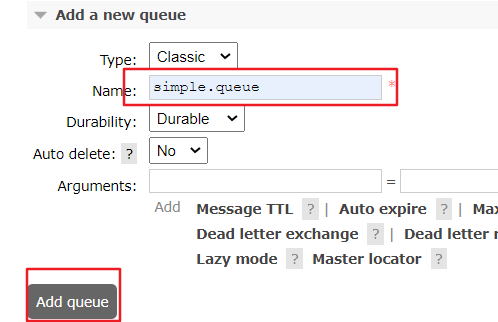 Add a new queue
Type: Classic
Name: simple.queue *
Durability: Durable
Auto delete: ? No
Arguments: =
Add Message TTL ? | Auto expire ? |
Dead letter exchange ? | Dead letter
Lazy mode ? Master locator ?
Add queue